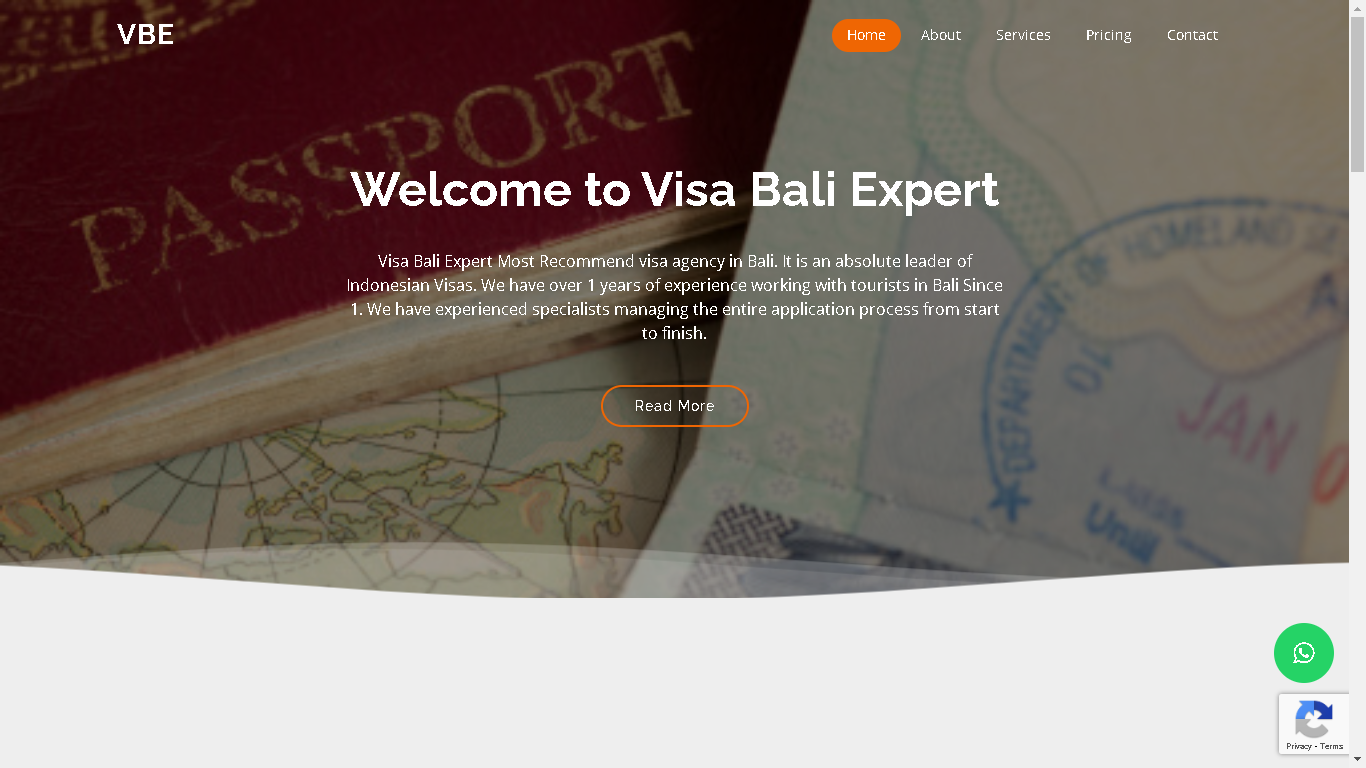 VBE
Home
About
Services
Pricing
Contact
PASSPORT
Welcome to Visa Bali Expert
Visa Bali Expert Most Recommend visa agency in Bali. It is an absolute leader of
Indonesian Visas. We have over 1 years of experience working with tourists in Bali Since
1. We have experienced specialists managing the entire application process from start
to finish.
Read More
DEPARTMENT OF HOMELAND SE
JAN 0
Until
Privacy - Terms